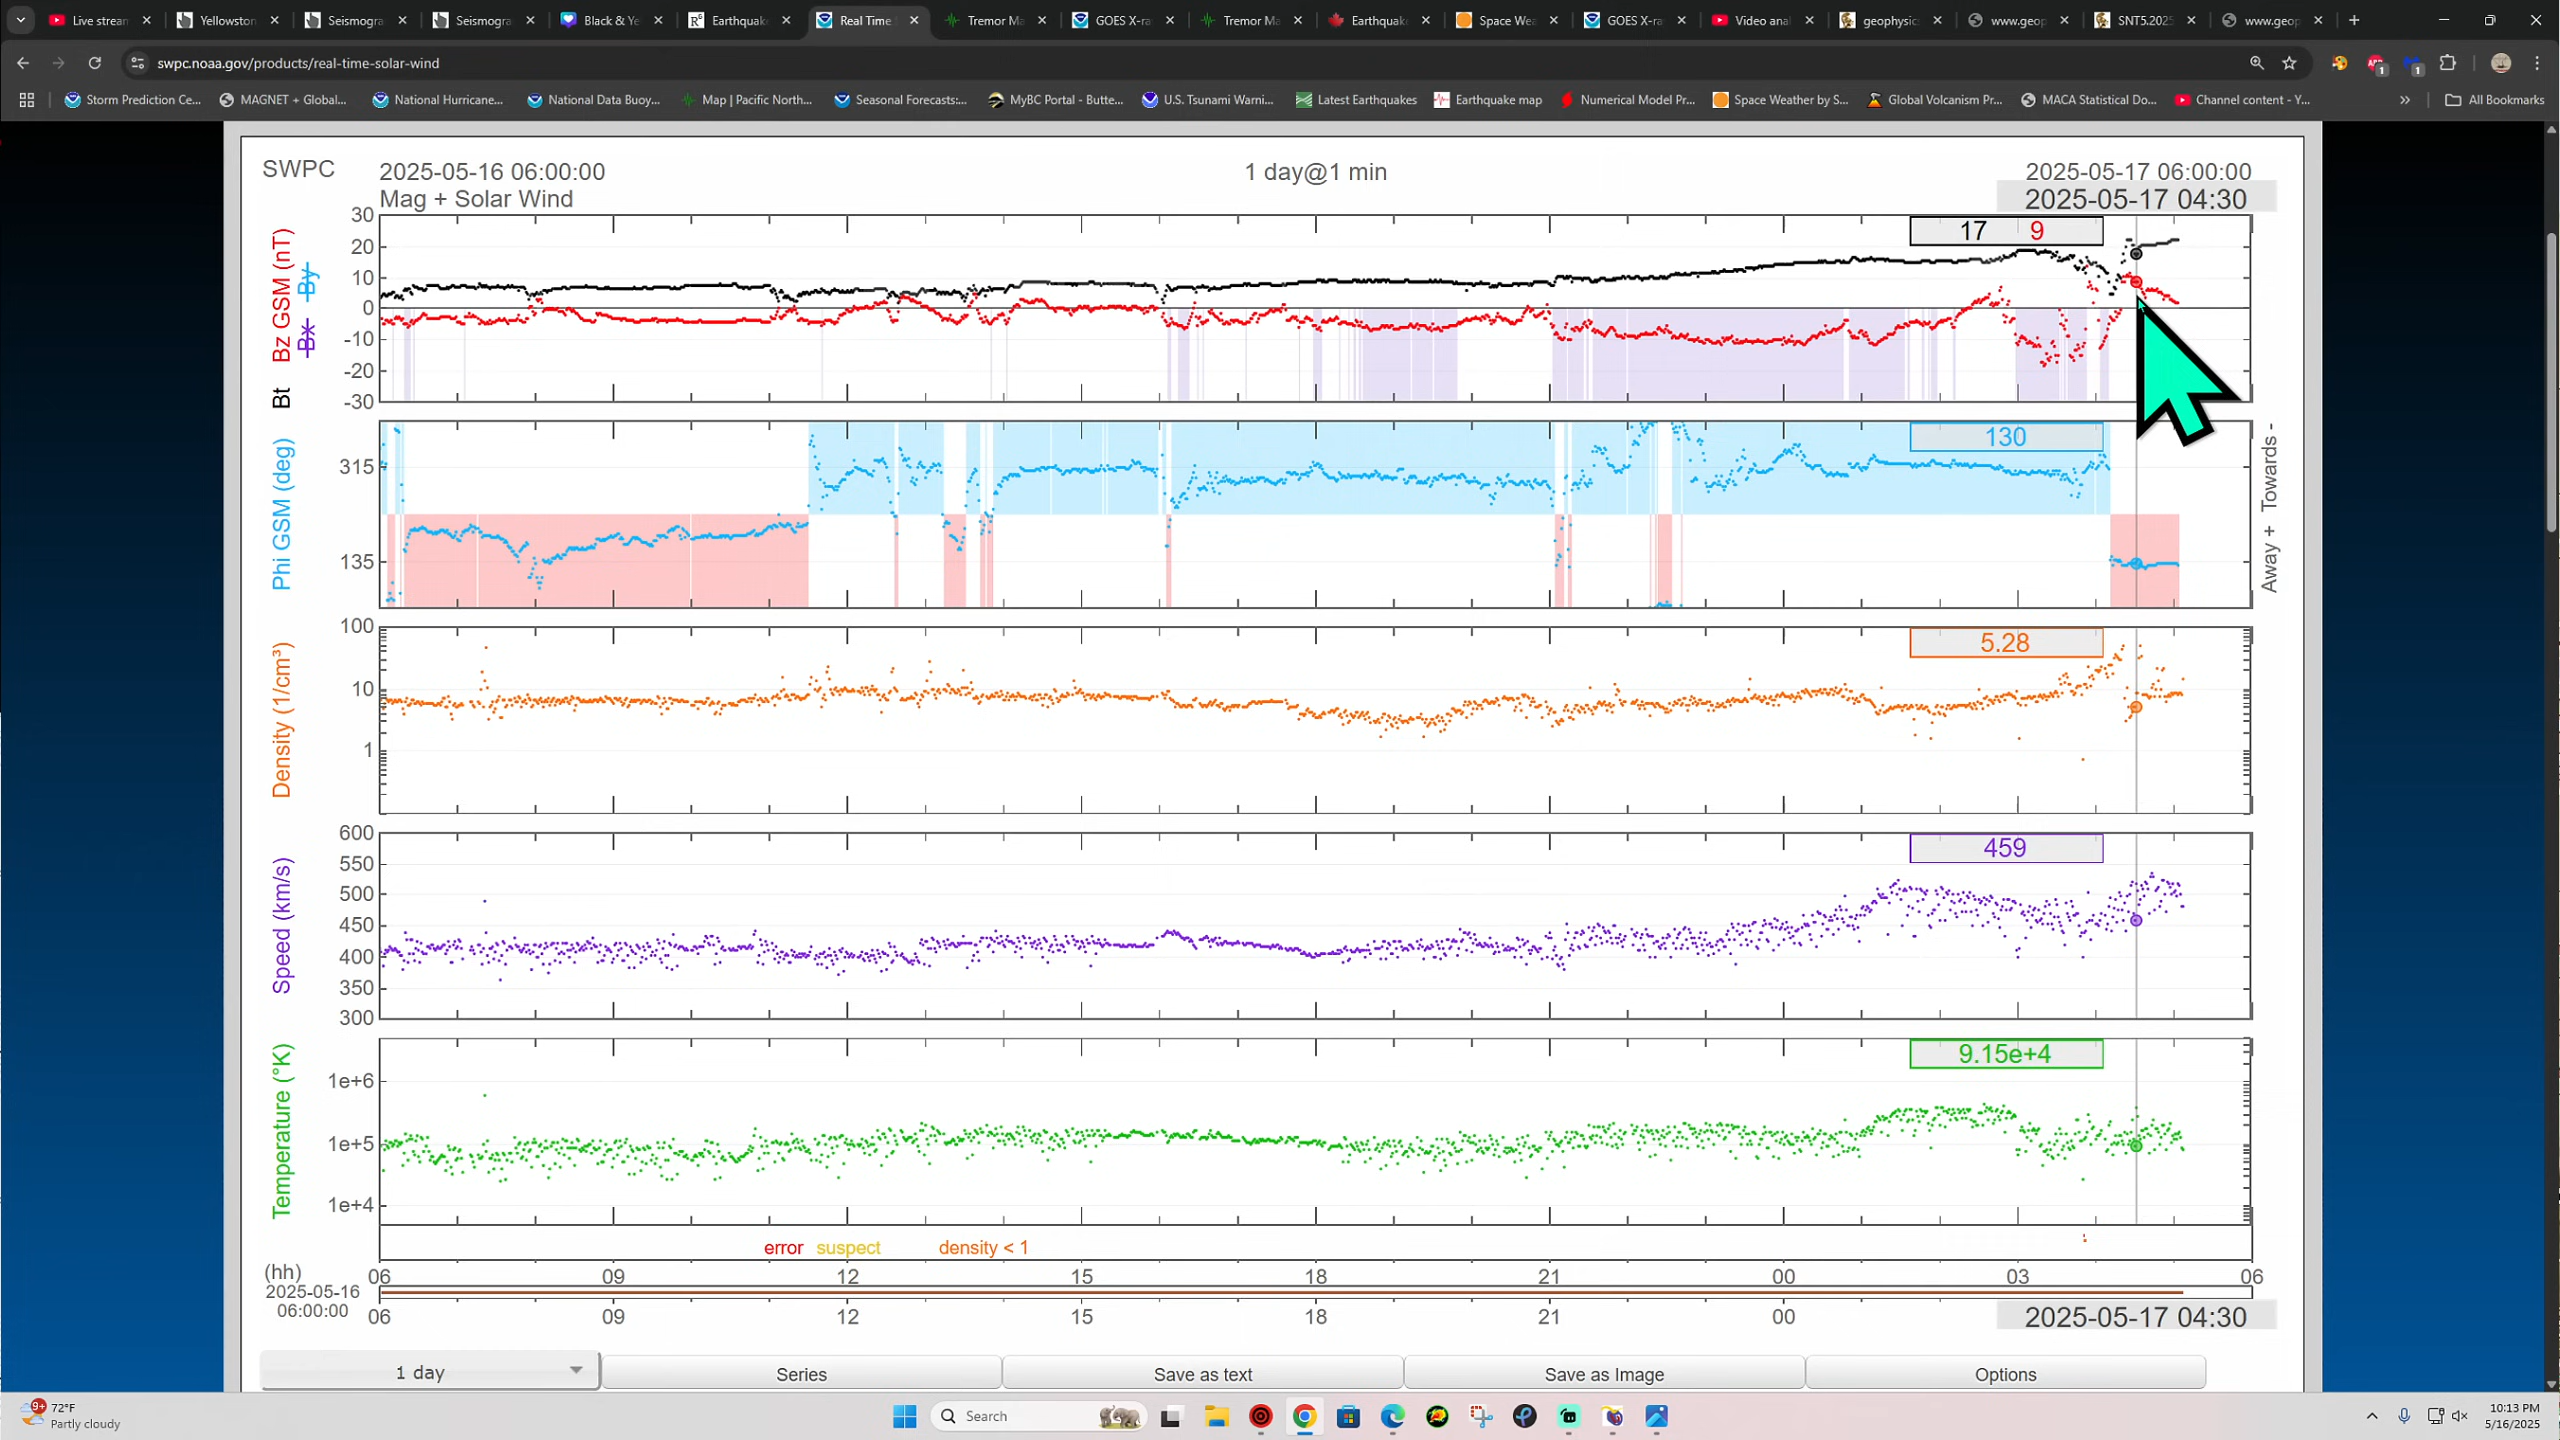 Live stream
Yellowston
Seismogra
Seismogra
Black & Ye
Earthquake
Real Time
Tremor Ma
GOES X-ra
Tremor Ma
Earthquake
Space Wea
GOES X-ra
Video anal
geophysic
www.geop
SNT5.2025
www.geop
swpc.noaa.gov/products/real-time-solar-wind
Storm Prediction Ce...
MAGNET + Global...
National Hurricane...
National Data Buoy...
Map | Pacific North...
Seasonal Forecasts:...
MyBC Portal - Butte...
U.S. Tsunami Warni...
Latest Earthquakes
Earthquake map
Numerical Model Pr...
Space Weather by S...
Global Volcanism Pr...
MACA Statistical Do...
Channel content - Y...
All Bookmarks
SWPC
2025-05-16 06:00:00
1 day@1 min
2025-05-17 06:00:00
Mag + Solar Wind
2025-05-17 04:30
Bt Bz GSM (nT)
Bx By
30
20
10
0
-10
-20
-30
17 9
Phi GSM (deg)
315
135
130
Away + Towards -
Density (1/cm³)
100
10
1
5.28
Speed (km/s)
600
550
500
450
400
350
300
459
Temperature (°K)
1e+6
1e+5
1e+4
9.15e+4
error suspect density < 1
(hh)
06 09 12 15 18 21 00 03 06
2025-05-16
06:00:00
06 09 12 15 18 21 00
2025-05-17 04:30
1 day
Series
Save as text
Save as Image
Options
9+
72°F
Partly cloudy
Search
10:13 PM
5/16/2025